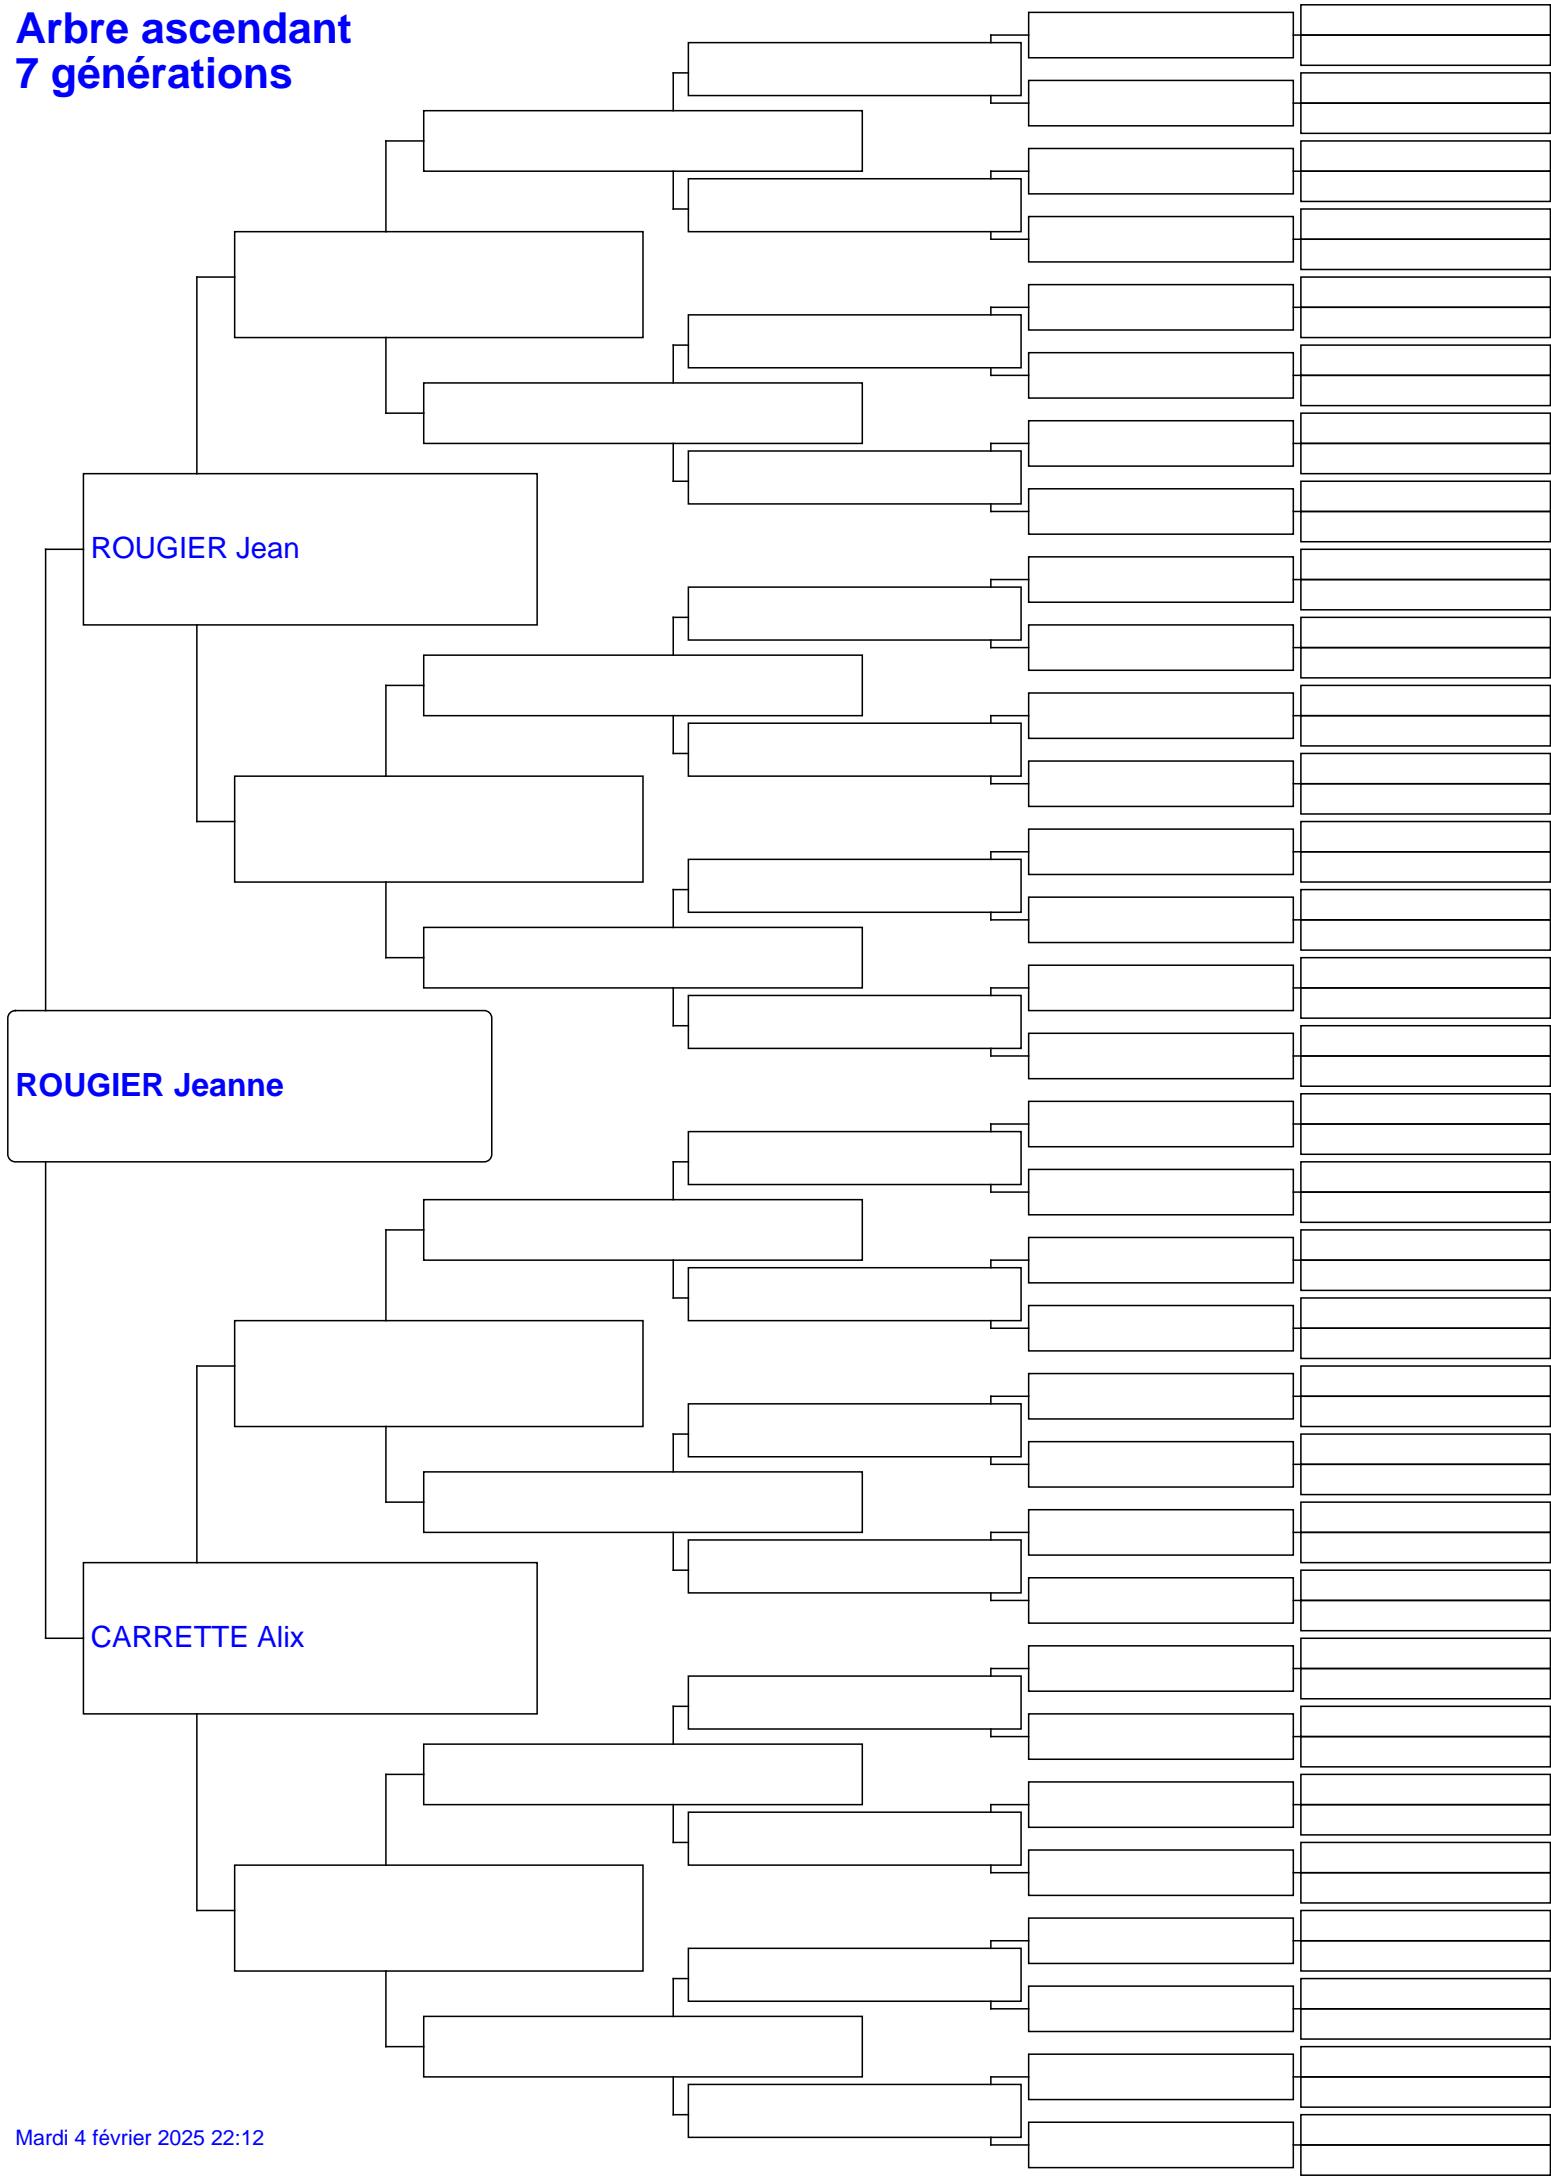 Arbre ascendant
7 générations
ROUGIER Jean
ROUGIER Jeanne
CARRETTE Alix
Mardi 4 février 2025 22:12